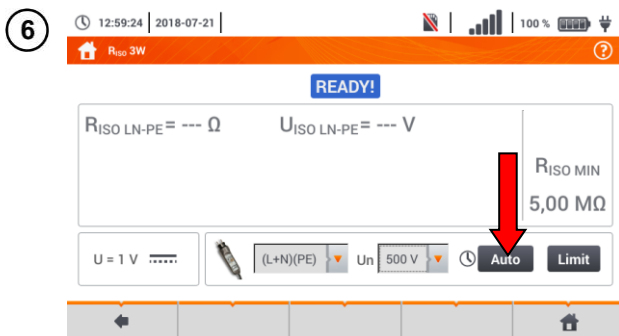 6
12:59:24 2018-07-21 100 %
RISO 3W ?
READY!
RISO LN-PE= --- Ω UISO LN-PE= --- V
RISO MIN
5,00 MΩ
U = 1 V (L+N)(PE) Un 500 V Auto Limit